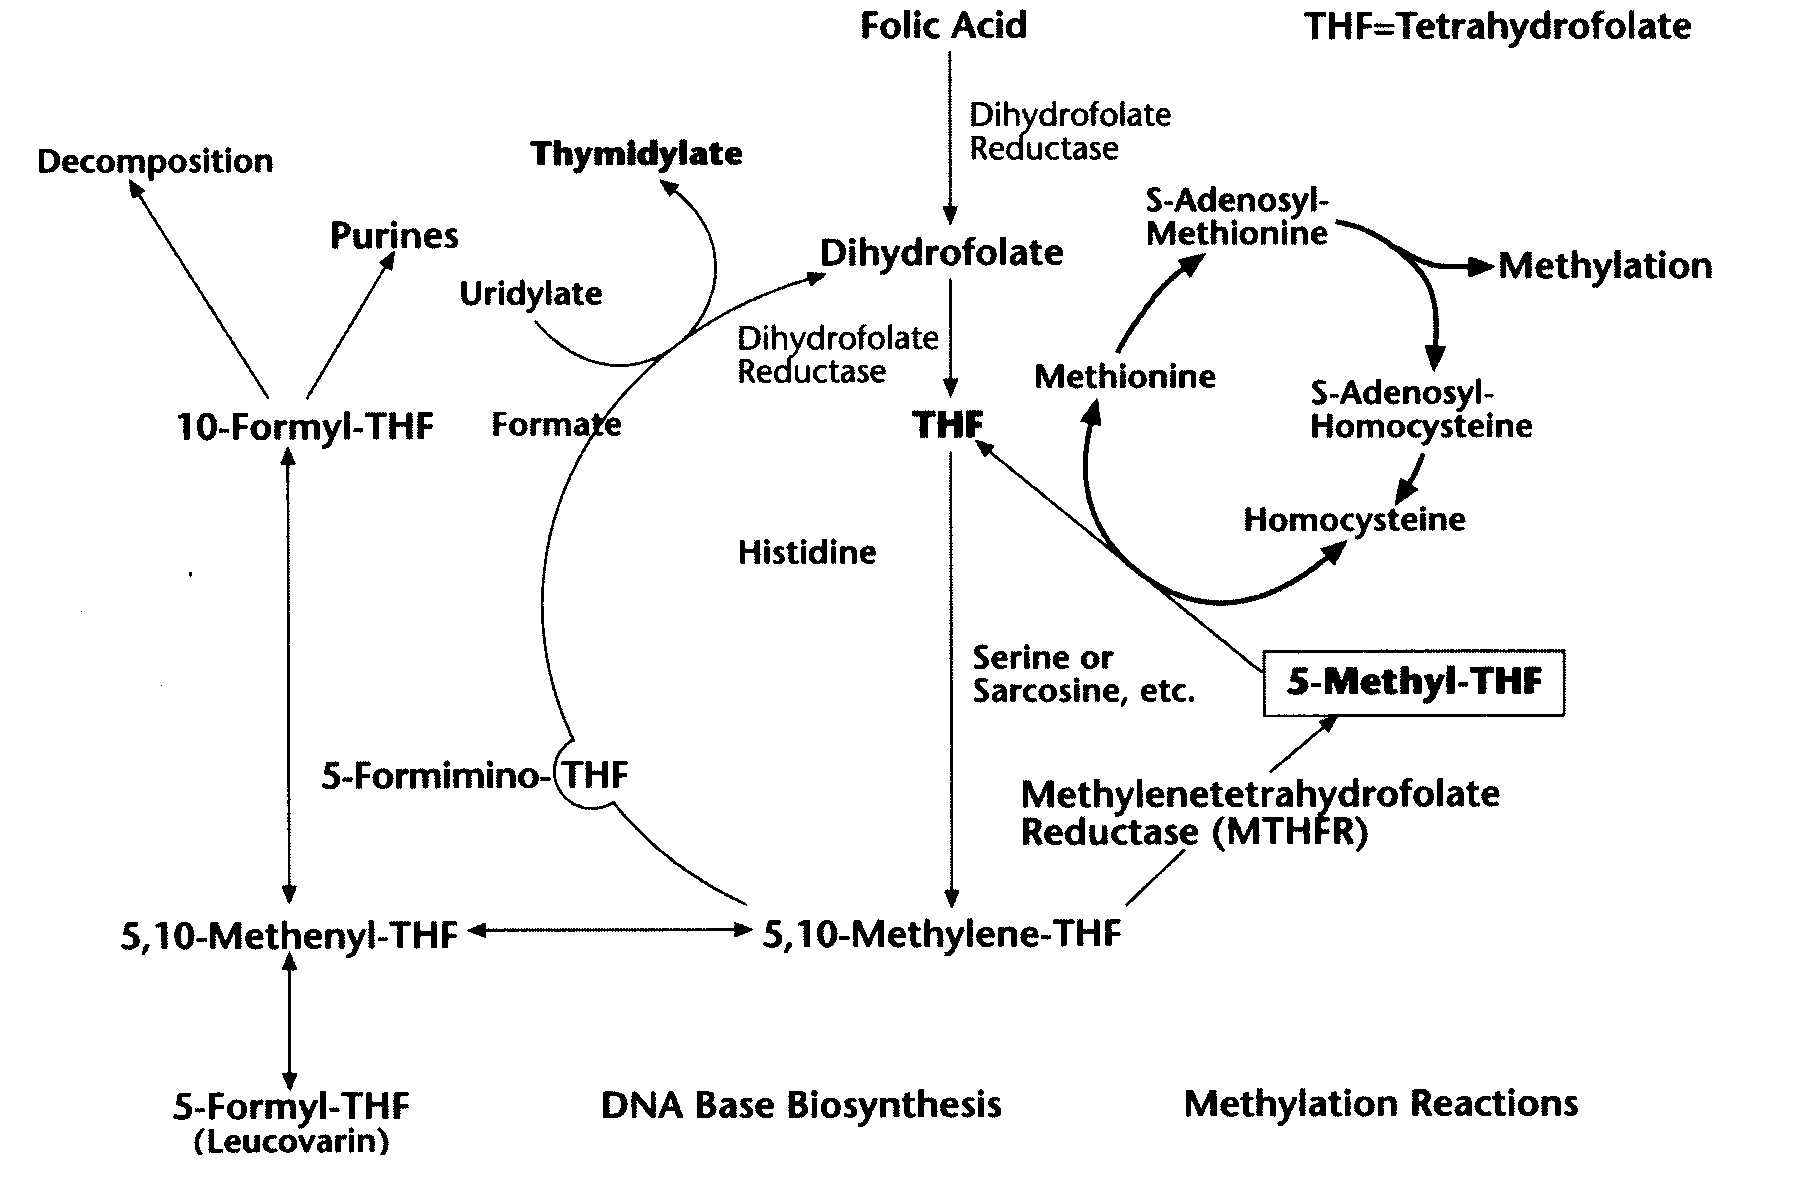 Folic Acid
THF=Tetrahydrofolate
Dihydrofolate
Reductase
Decomposition
Thymidylate
Purines
Uridylate
Dihydrofolate
S-Adenosyl-
Methionine
Methylation
Dihydrofolate
Reductase
Methionine
S-Adenosyl-
Homocysteine
10-Formyl-THF
Formate
THF
Homocysteine
Histidine
Serine or
Sarcosine, etc.
5-Methyl-THF
5-Formimino-THF
Methylenetetrahydrofolate
Reductase (MTHFR)
5,10-Methenyl-THF
5,10-Methylene-THF
5-Formyl-THF
(Leucovarin)
DNA Base Biosynthesis
Methylation Reactions